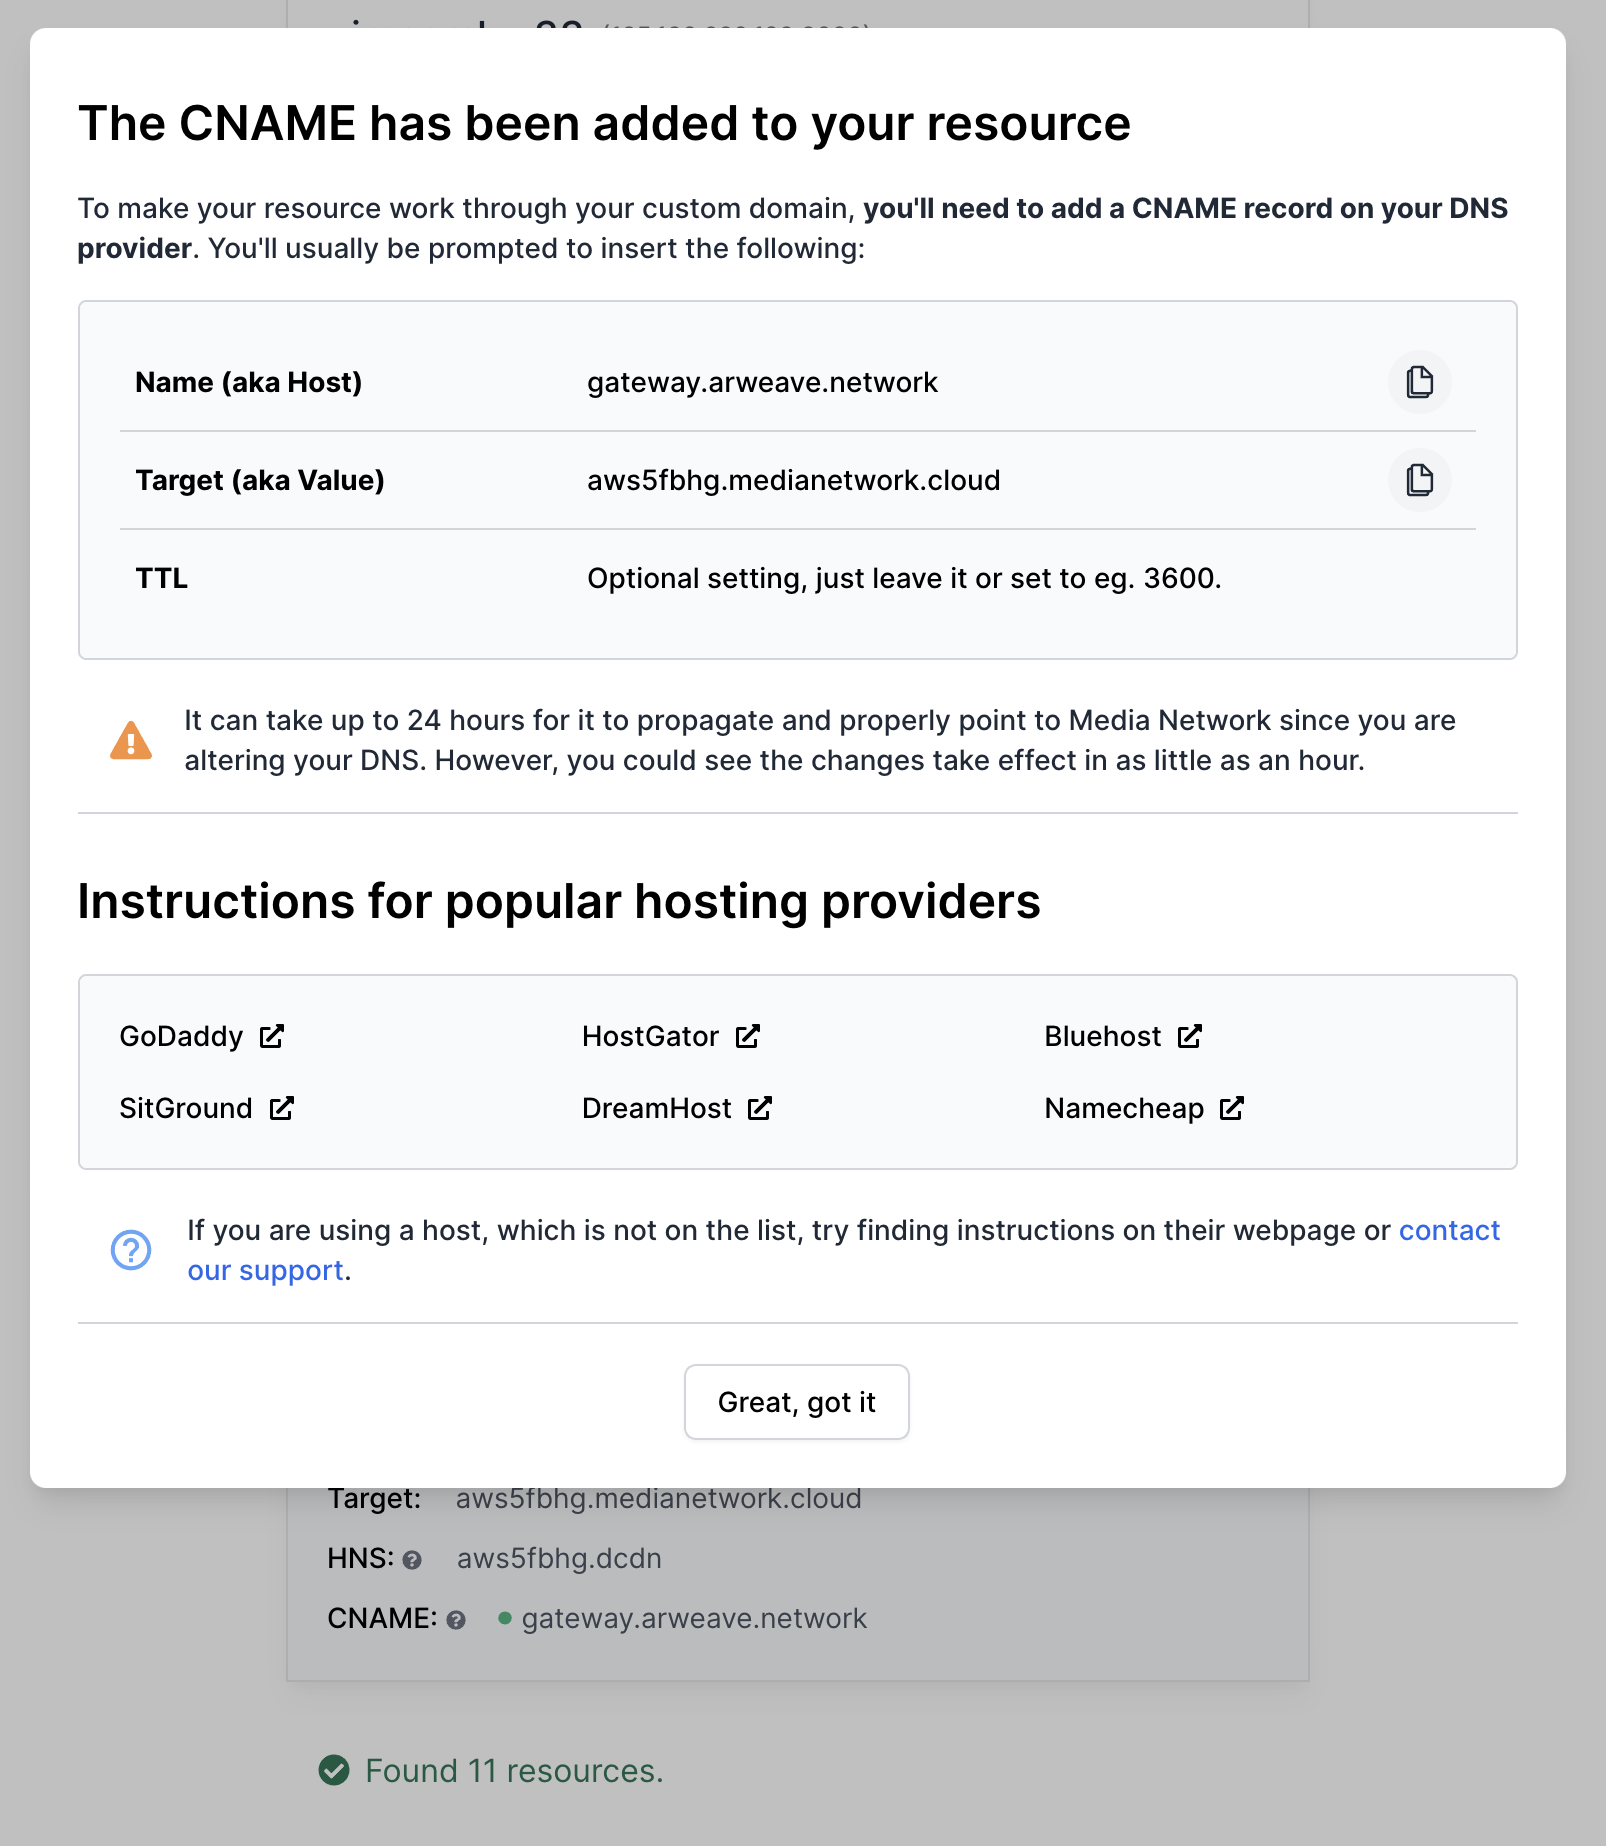 The CNAME has been added to your resource
To make your resource work through your custom domain, you'll need to add a CNAME record on your DNS
provider. You'll usually be prompted to insert the following:
Name (aka Host) gateway.arweave.network
Target (aka Value) aws5fbhg.medianetwork.cloud
TTL Optional setting, just leave it or set to eg. 3600.
It can take up to 24 hours for it to propagate and properly point to Media Network since you are
altering your DNS. However, you could see the changes take effect in as little as an hour.
Instructions for popular hosting providers
GoDaddy HostGator Bluehost
SitGround DreamHost Namecheap
If you are using a host, which is not on the list, try finding instructions on their webpage or contact
our support.
Great, got it
Target: aws5fbhg.medianetwork.cloud
HNS: aws5fbhg.dcdn
CNAME: gateway.arweave.network
Found 11 resources.